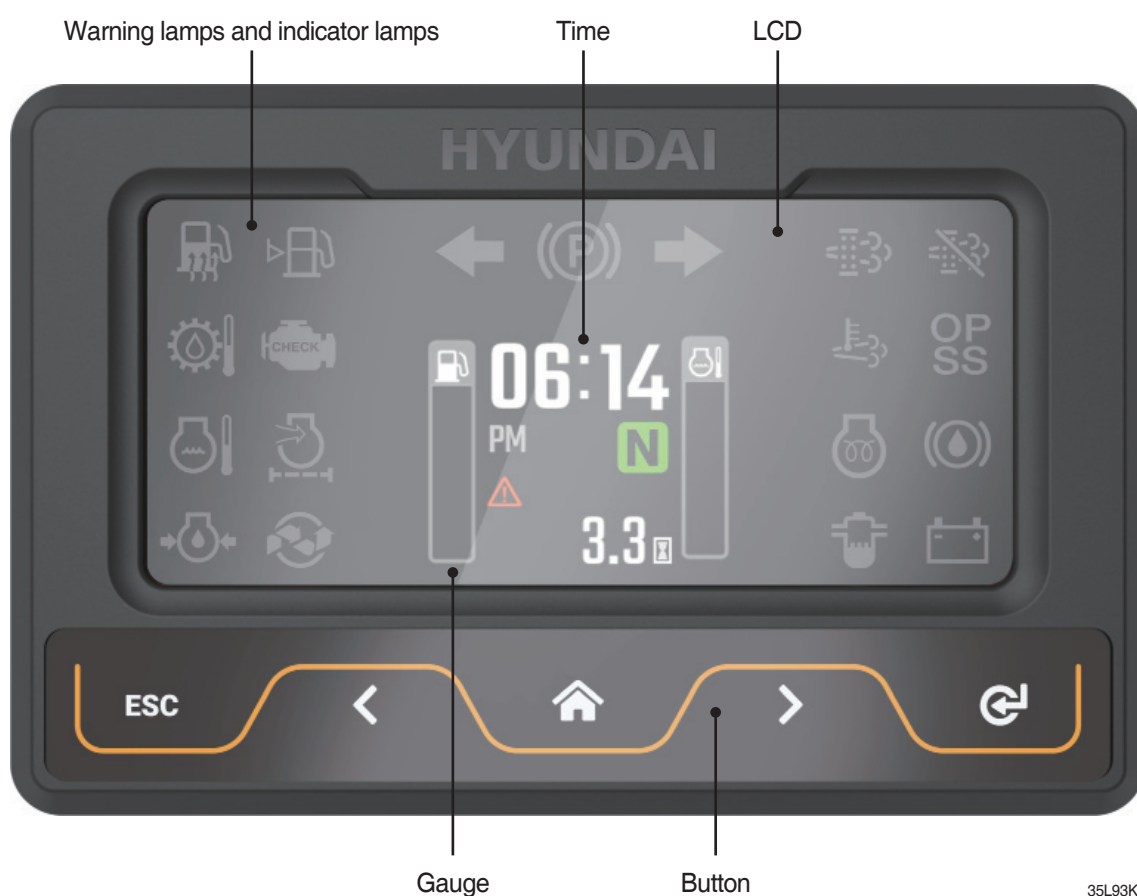 Warning lamps and indicator lamps
Time
LCD
HYUNDAI
P
CHECK
06:14
OP
SS
PM
N
3.3
ESC
Gauge
Button
35L93K